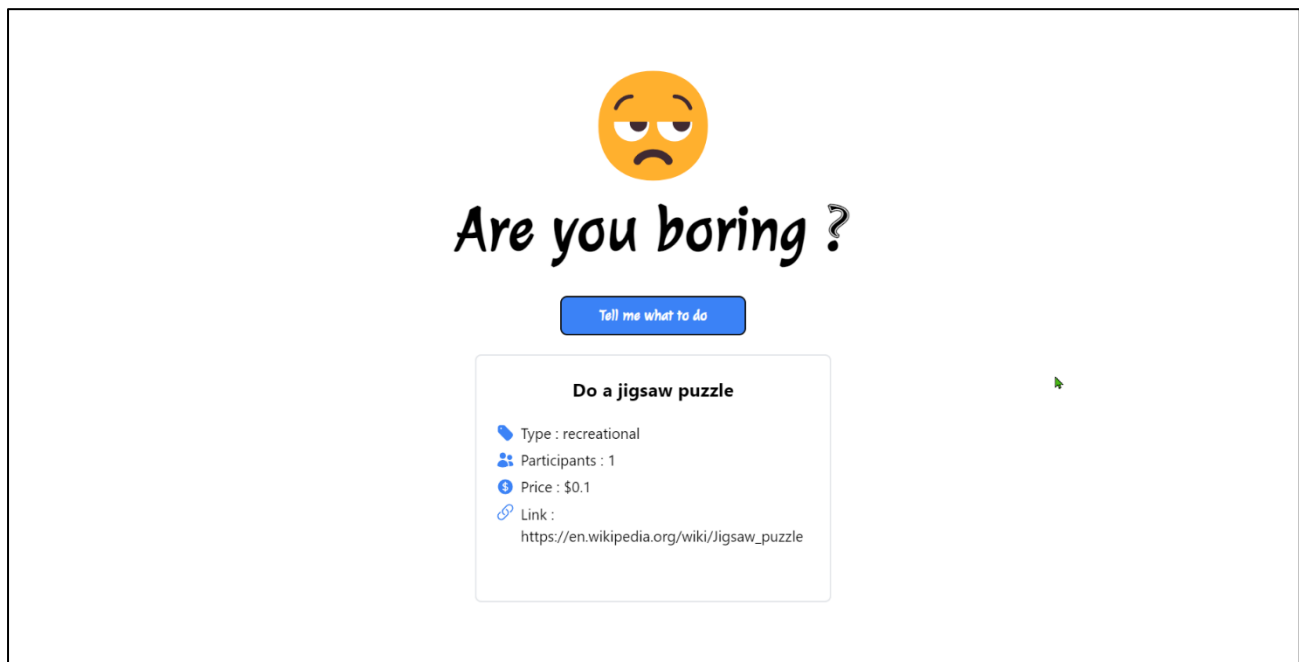 Are you boring ?
Tell me what to do
Do a jigsaw puzzle
Type : recreational
Participants : 1
Price : $0.1
Link :
https://en.wikipedia.org/wiki/Jigsaw_puzzle